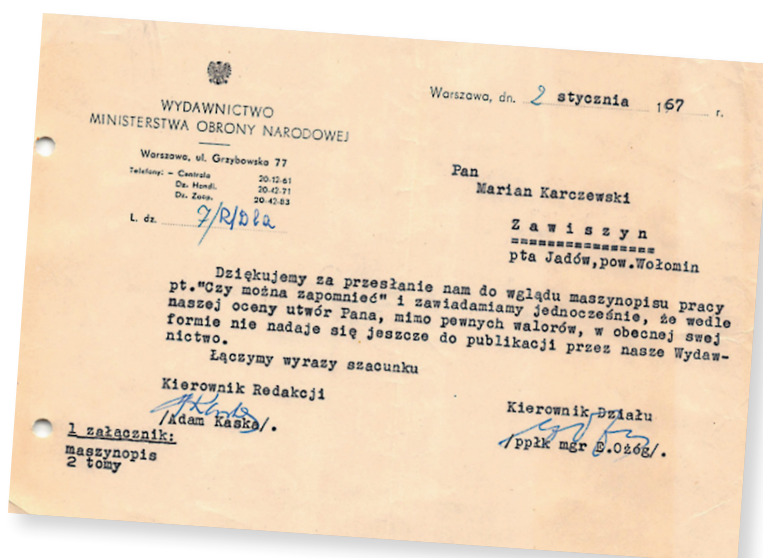 WYDAWNICTWO
MINISTERSTWA OBRONY NARODOWEJ
Warszawa, ul. Grzybowska 77
Telefony: – Centrala 20-12-61
Dz. Handl. 20-42-71
Dz. Zaop. 20-42-83
L. dz. 7/R/Dla
Warszawa, dn. 2 stycznia 1967 r.
Pan
Marian Karczewski
Zawiszyn
================
pta Jadów,pow.Wołomin
Dziękujemy za przesłanie nam do wglądu maszynopisu pracy
pt."Czy można zapomnieć" i zawiadamiamy jednocześnie, że wedle
naszej oceny utwór Pana, mimo pewnych walorów, w obecnej swej
formie nie nadaje się jeszcze do publikacji przez nasze Wydaw-
nictwo.
Łączymy wyrazy szacunku
Kierownik Redakcji
/Adam Kaska/.
Kierownik Działu
/ppłk mgr E.Ożóg/.
1 załącznik:
maszynopis
2 tomy